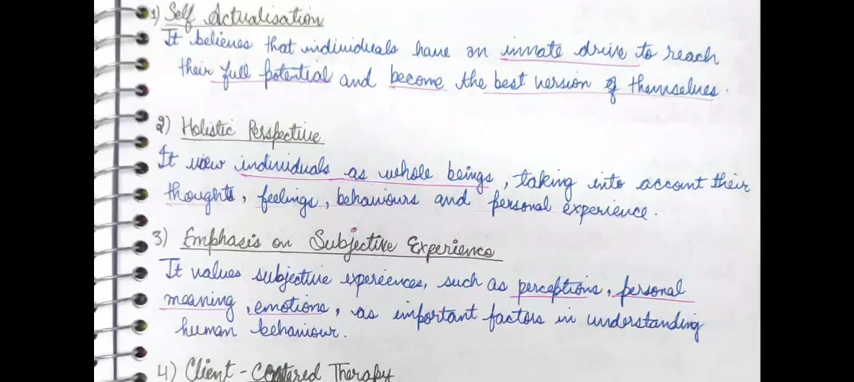 1) Self Actualisation
It believes that individuals have an innate drive to reach
their full potential and become the best version of themselves.
2) Holistic Perspective
It view individuals as whole beings, taking into account their
thoughts, feelings, behaviours and personal experience.
3) Emphasis on Subjective Experience
It values subjective experiences, such as perceptions, personal
meaning, emotions, as important factors in understanding
human behaviour.
4) Client-Centered Therapy